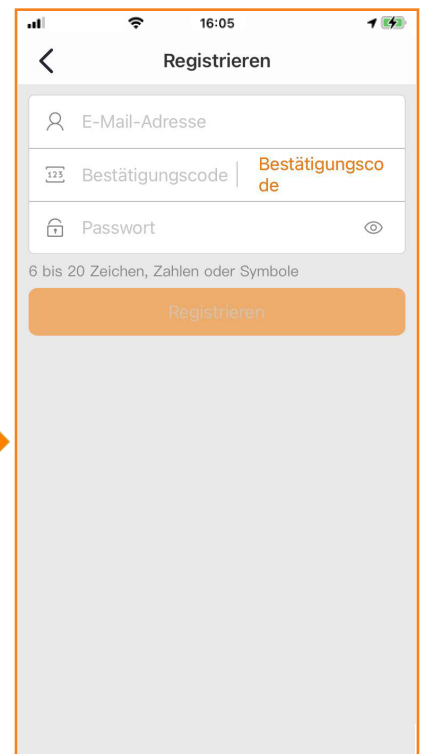 16:05
Registrieren
E-Mail-Adresse
123 Bestätigungscode Bestätigungsco
de
Passwort
6 bis 20 Zeichen, Zahlen oder Symbole
Registrieren